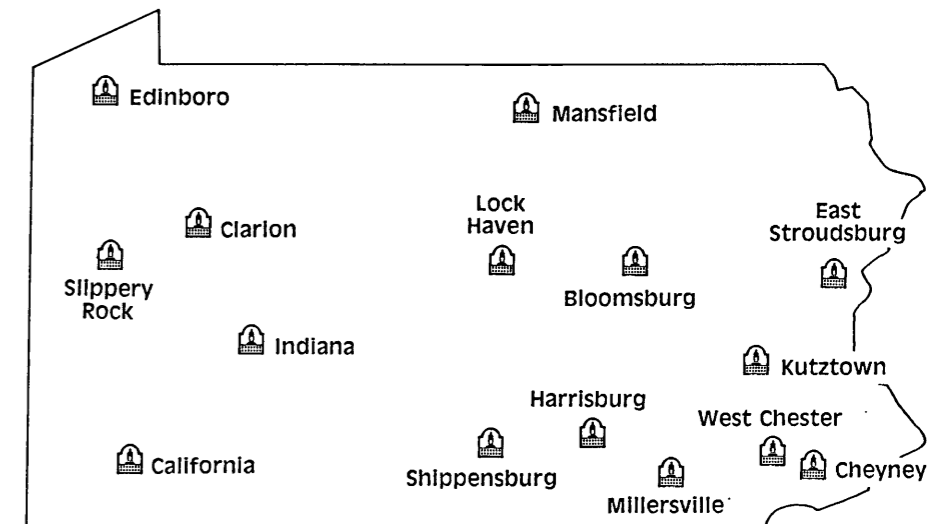 Edinboro
Mansfield
Clarion
Lock
Haven
East
Stroudsburg
Slippery
Rock
Bloomsburg
Indiana
Kutztown
Harrisburg
West Chester
California
Shippensburg
Cheyney
Millersville